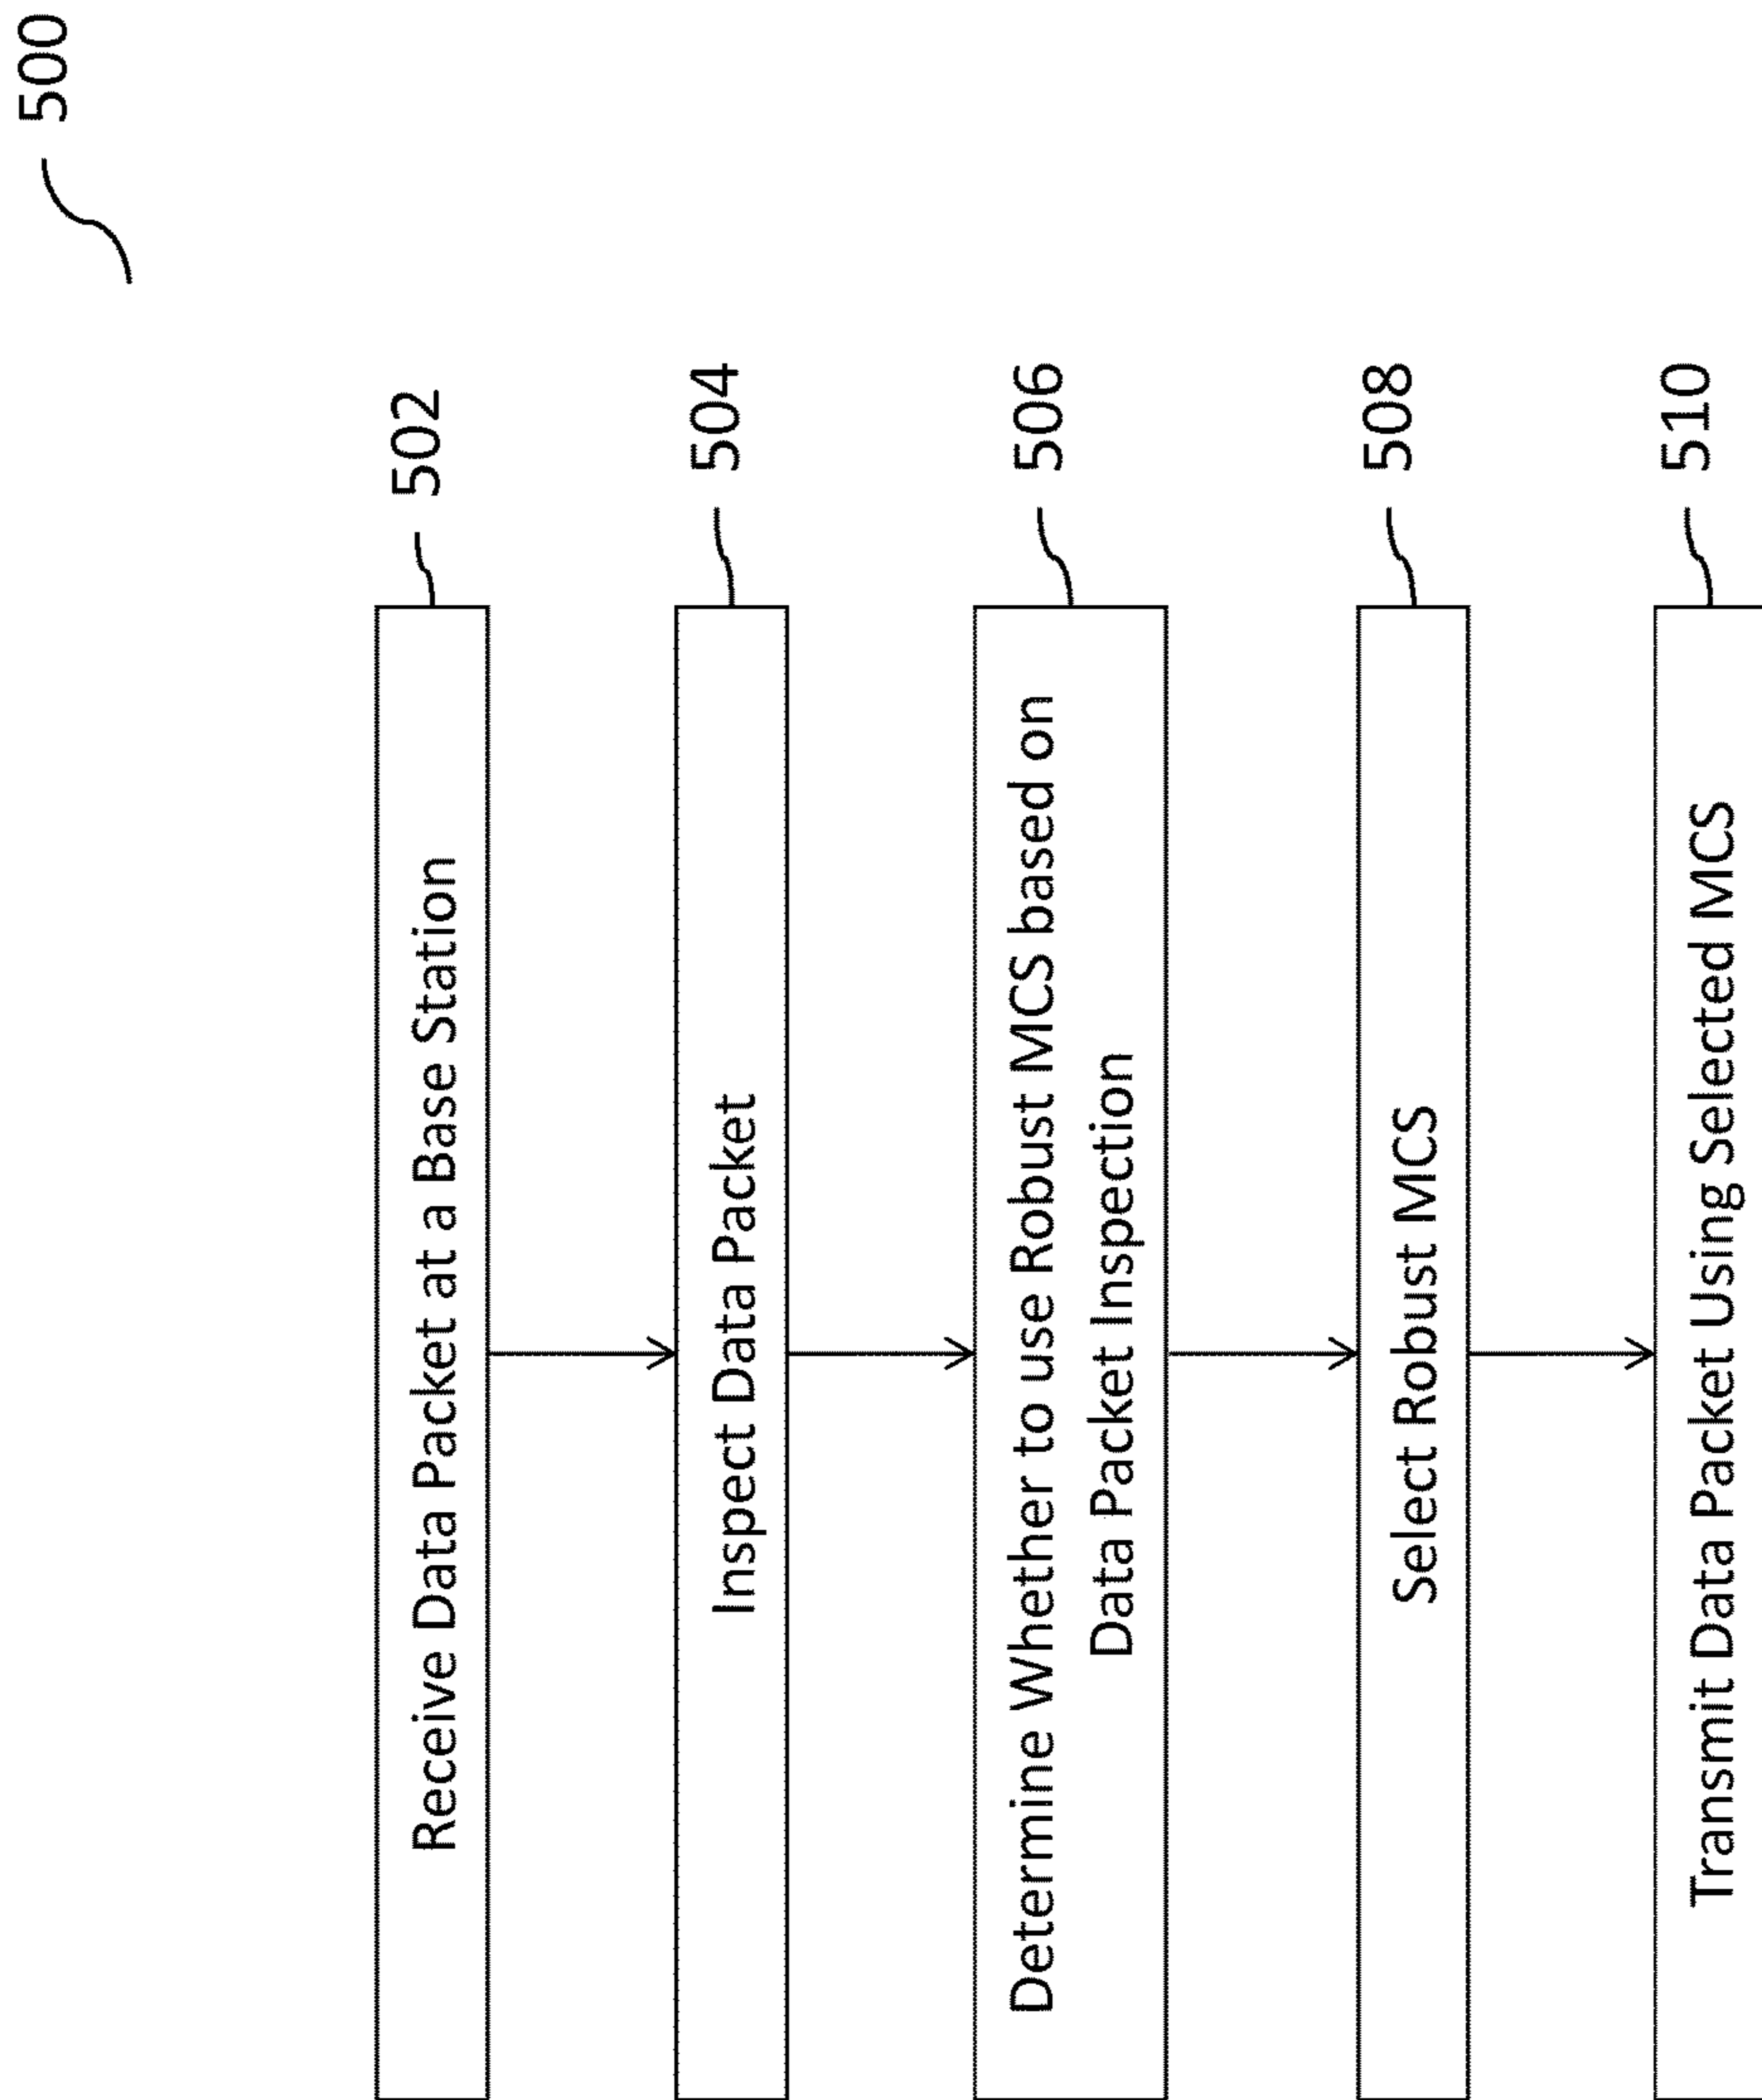 500
Receive Data Packet at a Base Station
502
Inspect Data Packet
504
Determine Whether to use Robust MCS based on
Data Packet Inspection
506
Select Robust MCS
508
Transmit Data Packet Using Selected MCS
510